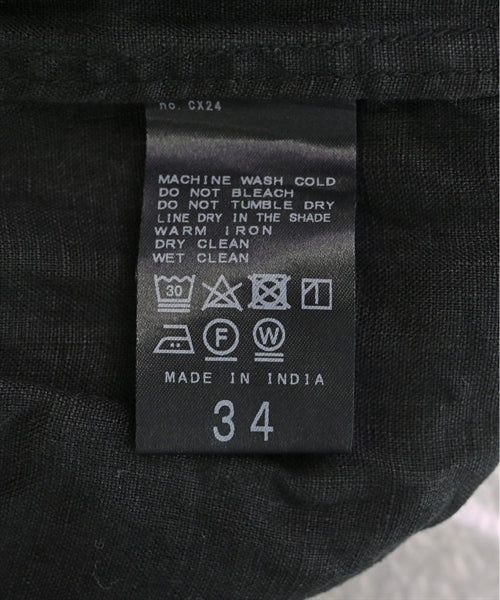 no. CX24
MACHINE WASH COLD
DO NOT BLEACH
DO NOT TUMBLE DRY
LINE DRY IN THE SHADE
WARM IRON
DRY CLEAN
WET CLEAN
30
F W
MADE IN INDIA
34